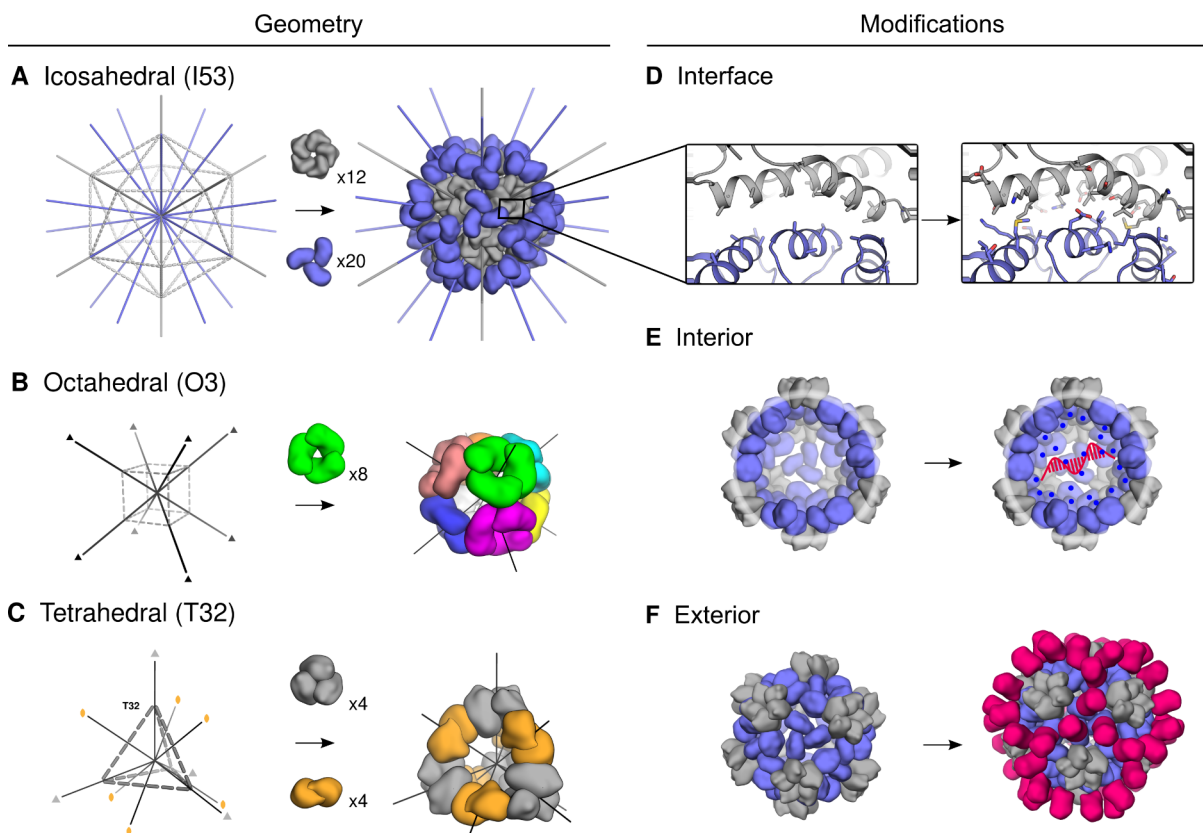 Geometry
A Icosahedral (I53)
x12
x20
B Octahedral (O3)
x8
C Tetrahedral (T32)
T32
x4
x4
Modifications
D Interface
E Interior
F Exterior